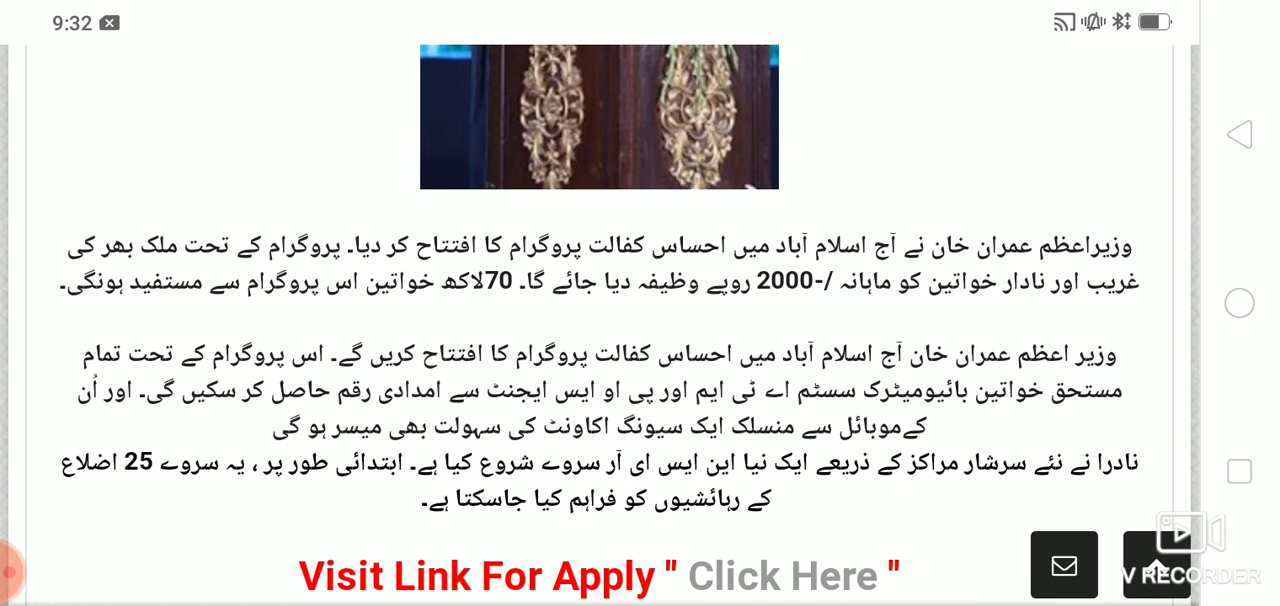 9:32
وزیراعظم عمران خان نے آج اسلام آباد میں احساس کفالت پروگرام کا افتتاح کر دیا۔ پروگرام کے تحت ملک بھر کی
غریب اور نادار خواتین کو ماہانہ /-2000 روپے وظیفہ دیا جائے گا۔ 70لاکھ خواتین اس پروگرام سے مستفید ہونگی۔
وزیر اعظم عمران خان آج اسلام آباد میں احساس کفالت پروگرام کا افتتاح کریں گے۔ اس پروگرام کے تحت تمام
مستحق خواتین بائیومیٹرک سسٹم اے ٹی ایم اور پی او ایس ایجنٹ سے امدادی رقم حاصل کر سکیں گی۔ اور اُن
کےموبائل سے منسلک ایک سیونگ اکاونٹ کی سہولت بھی میسر ہو گی
نادرا نے نئے سرشار مراکز کے ذریعے ایک نیا این ایس ای آر سروے شروع کیا ہے۔ ابتدائی طور پر ، یہ سروے 25 اضلاع
کے رہائشیوں کو فراہم کیا جاسکتا ہے۔
Visit Link For Apply " Click Here "
V RECORDER